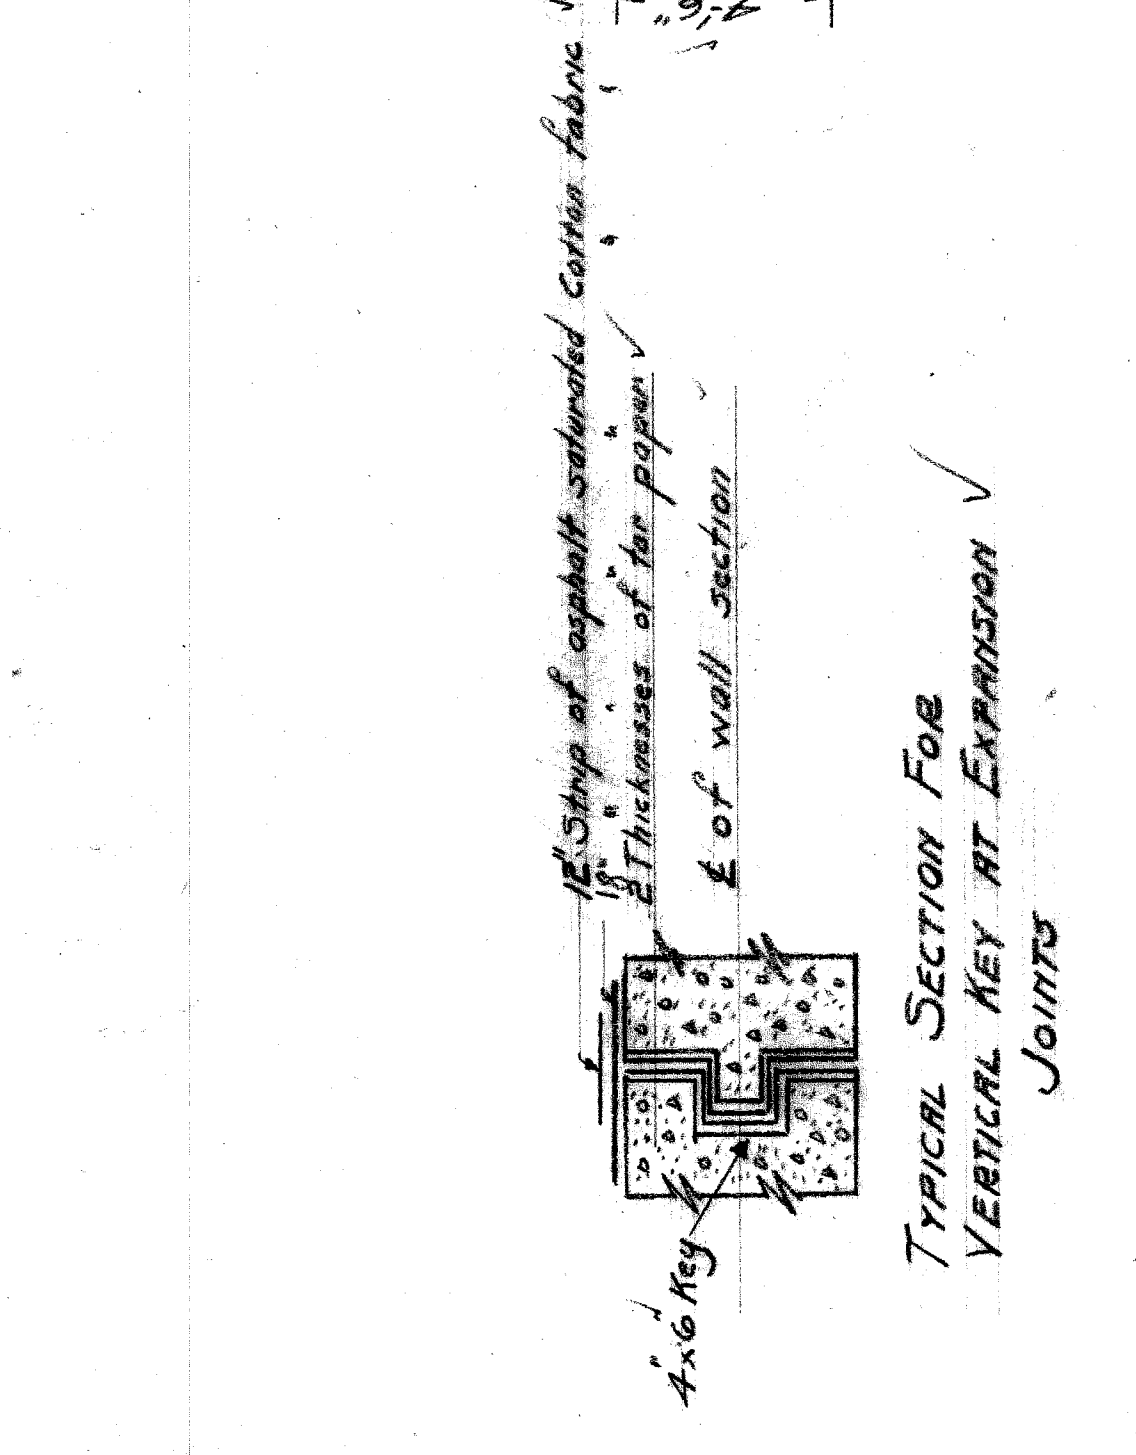 12" Strip of asphalt saturated cotton fabric ✓
18" " " " " " "
2 Thicknesses of tar paper ✓
℄ of wall section
4"x6" Key
TYPICAL SECTION FOR
VERTICAL KEY AT EXPANSION ✓
JOINTS